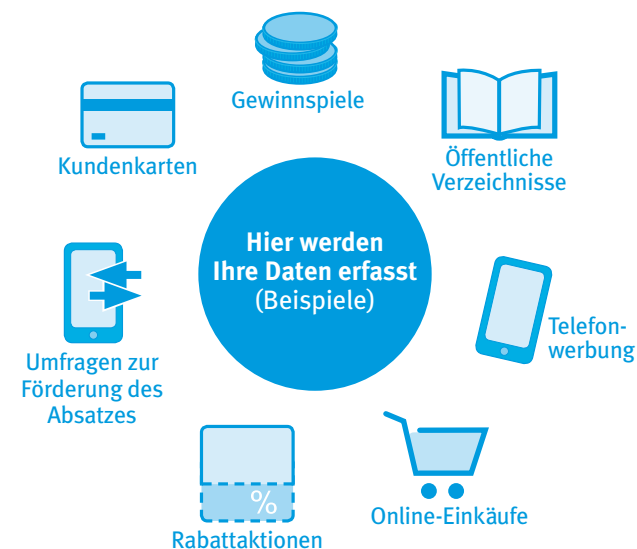 Gewinnspiele
Kundenkarten
Öffentliche
Verzeichnisse
Hier werden
Ihre Daten erfasst
(Beispiele)
Telefon-
werbung
Umfragen zur
Förderung des
Absatzes
%
Rabattaktionen
Online-Einkäufe